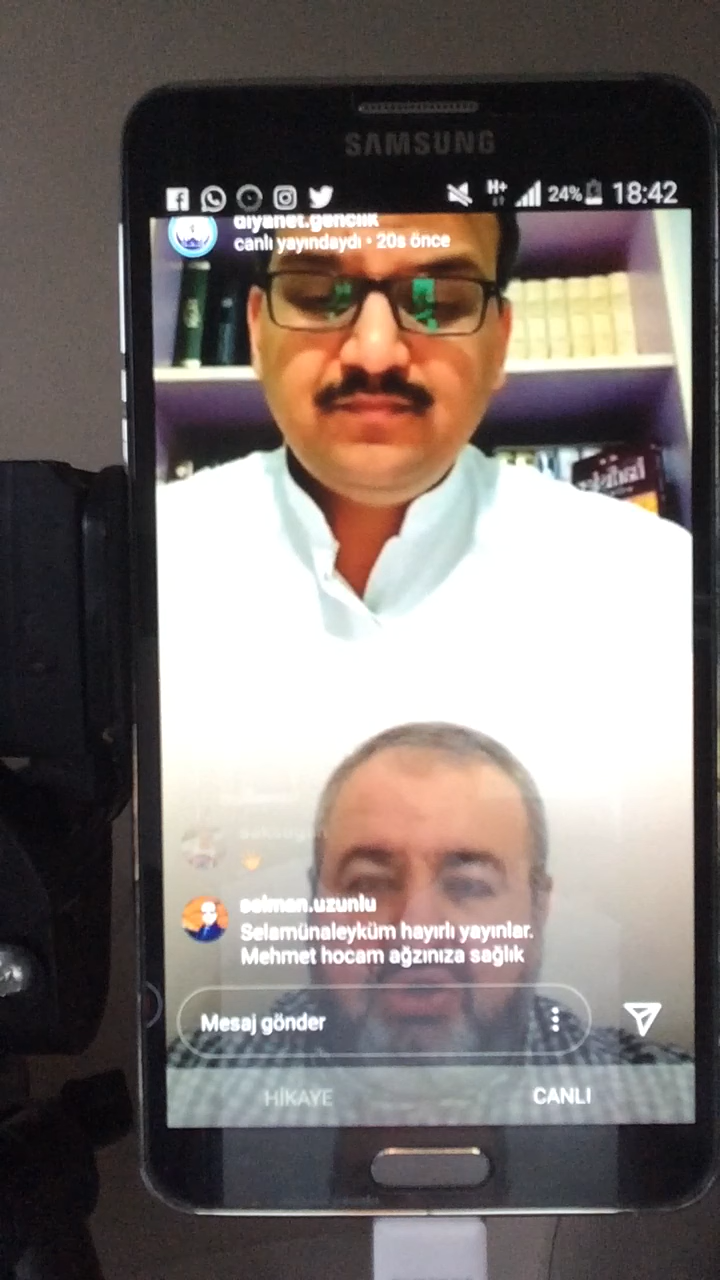 SAMSUNG
H+ 24% 18:42
diyanet.genclik
canlı yayındaydı • 20s önce
selman.uzunlu
Selamünaleyküm hayırlı yayınlar.
Mehmet hocam ağzınıza sağlık
Mesaj gönder
HİKAYE CANLI